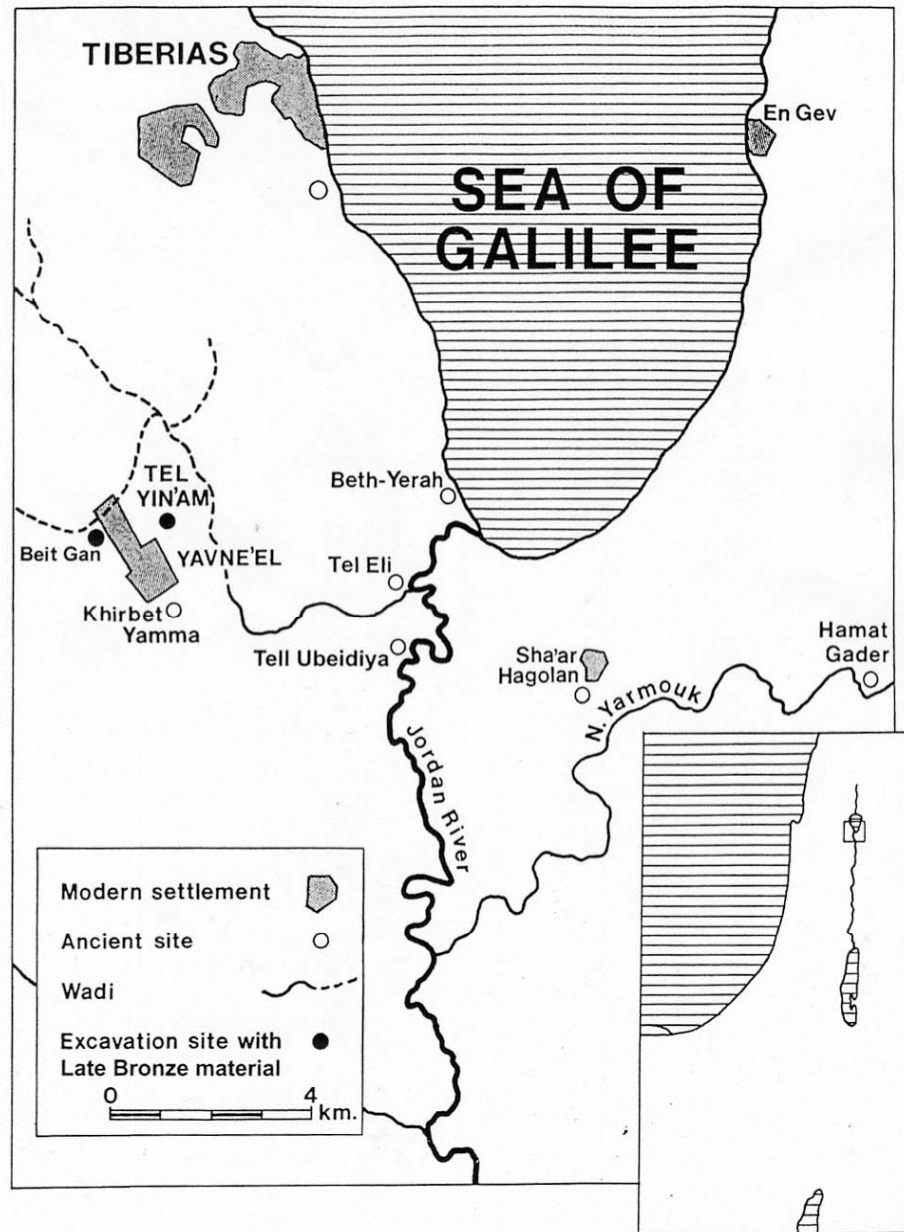 TIBERIAS
En Gev
SEA OF
GALILEE
Beth-Yerah
TEL
YIN'AM
Beit Gan
YAVNE'EL
Tel Eli
Khirbet
Yamma
Tell Ubeidiya
Sha'ar
Hagolan
Hamat
Gader
N. Yarmouk
Jordan River
Modern settlement
Ancient site
Wadi
Excavation site with
Late Bronze material
0 4
km.